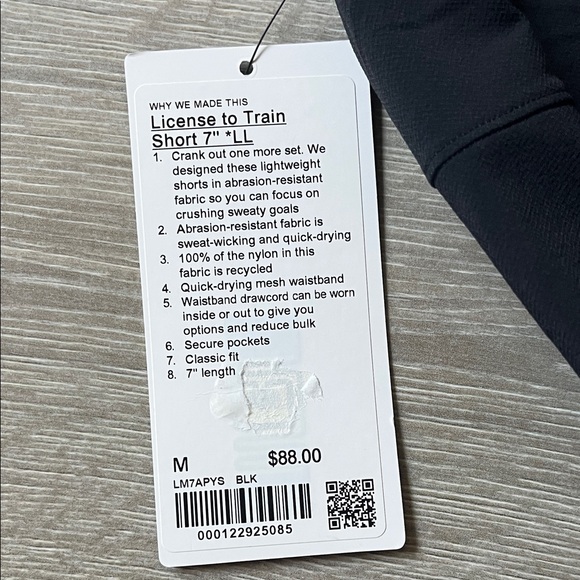 WHY WE MADE THIS
License to Train
Short 7" *LL
1. Crank out one more set. We
designed these lightweight
shorts in abrasion-resistant
fabric so you can focus on
crushing sweaty goals
2. Abrasion-resistant fabric is
sweat-wicking and quick-drying
3. 100% of the nylon in this
fabric is recycled
4. Quick-drying mesh waistband
5. Waistband drawcord can be worn
inside or out to give you
options and reduce bulk
6. Secure pockets
7. Classic fit
8. 7" length
M $88.00
LM7APYS BLK
000122925085